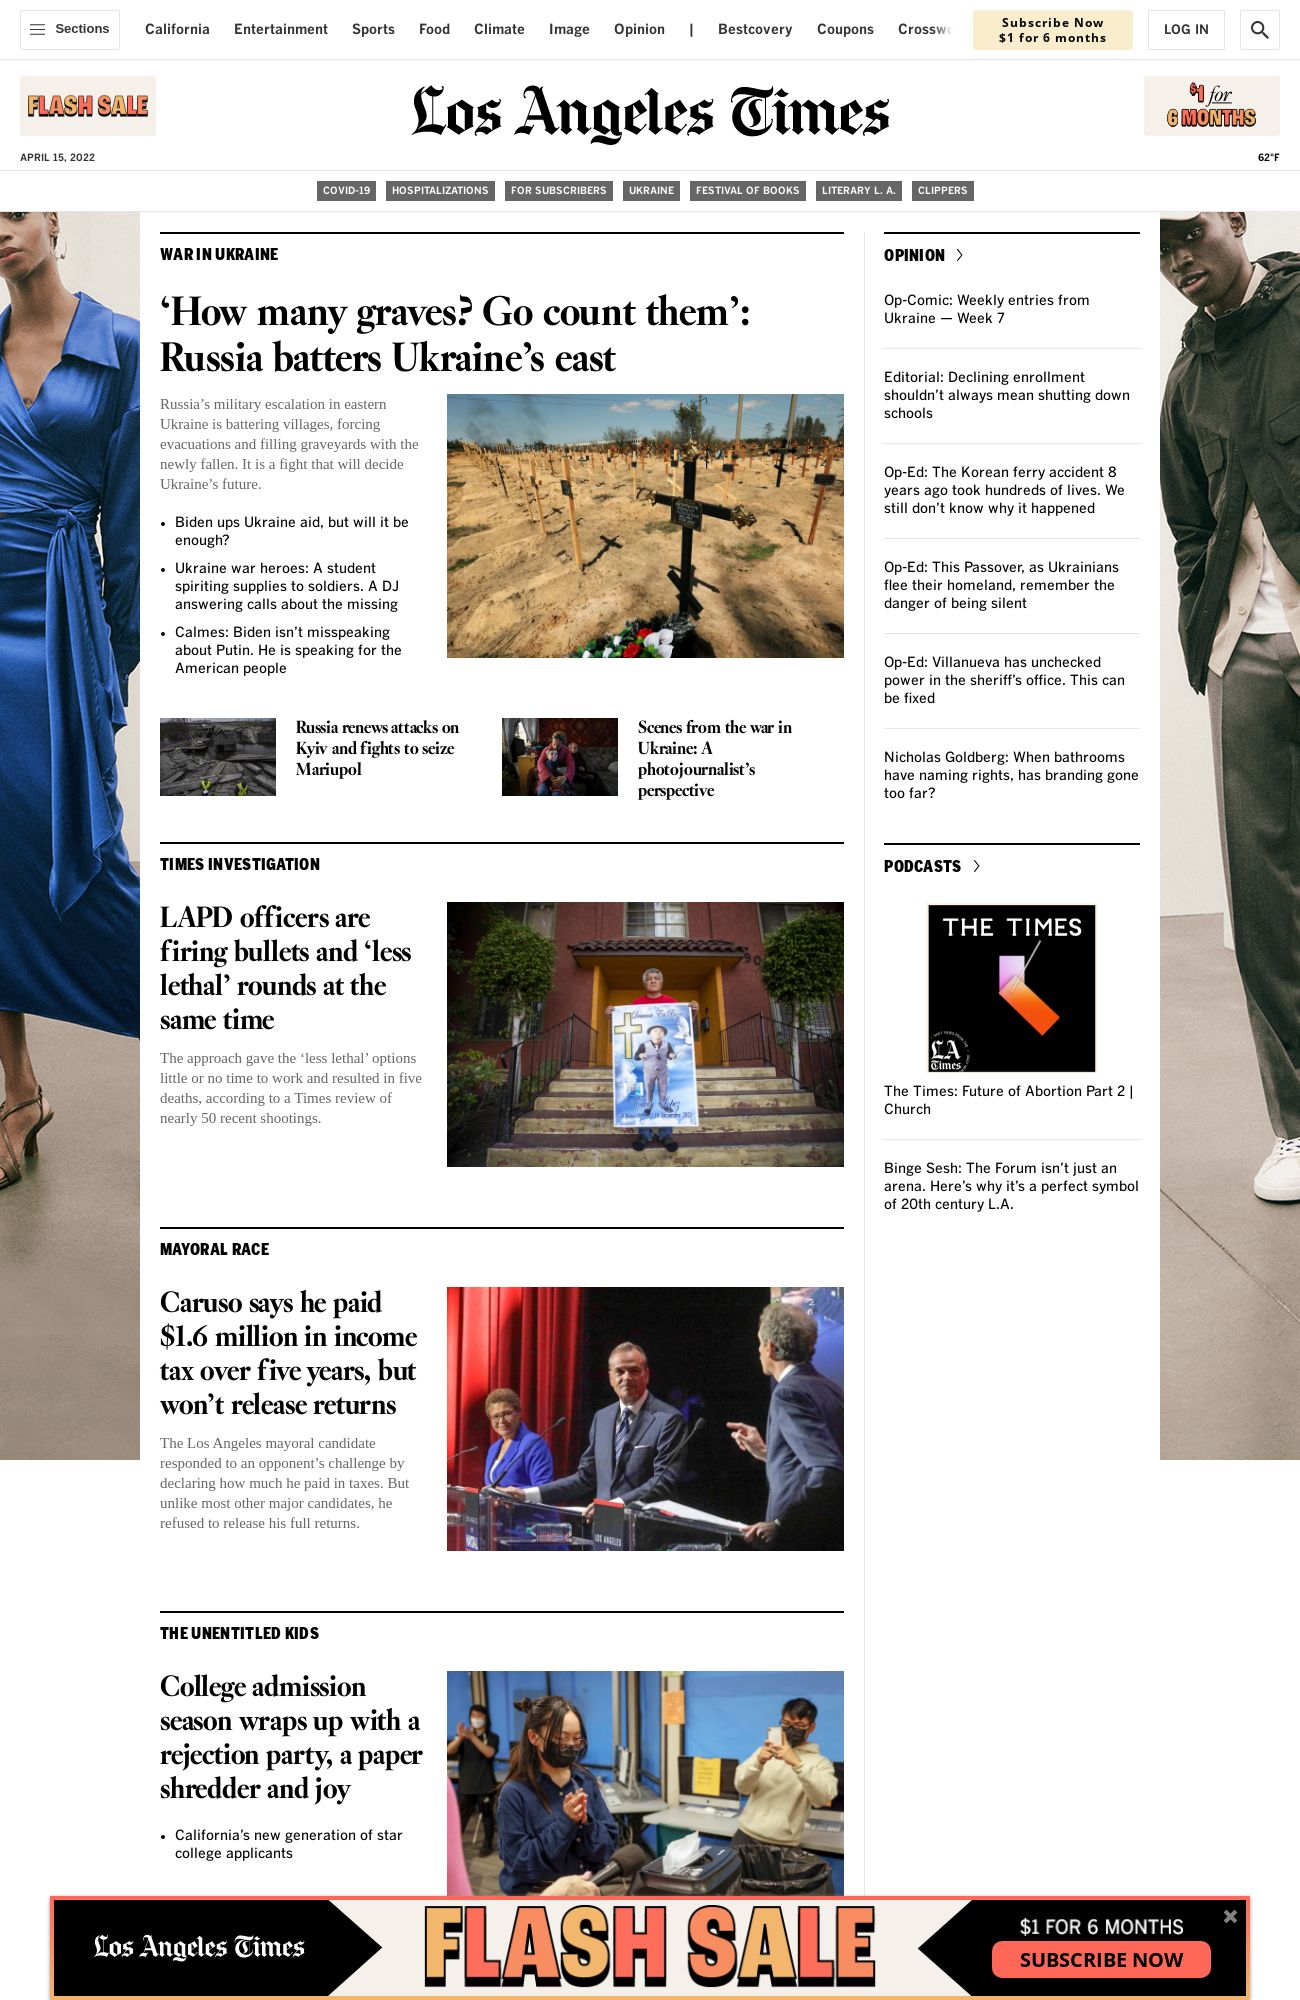 Sections
California Entertainment Sports Food Climate Image Opinion | Bestcovery Coupons
Subscribe Now
$1 for 6 months
LOG IN
FLASH SALE
Los Angeles Times
$1 for
6 MONTHS
APRIL 15, 2022
62°F
COVID-19 HOSPITALIZATIONS FOR SUBSCRIBERS UKRAINE FESTIVAL OF BOOKS LITERARY L. A. CLIPPERS
WAR IN UKRAINE
‘How many graves? Go count them’:
Russia batters Ukraine’s east
Russia’s military escalation in eastern
Ukraine is battering villages, forcing
evacuations and filling graveyards with the
newly fallen. It is a fight that will decide
Ukraine’s future.
• Biden ups Ukraine aid, but will it be
enough?
• Ukraine war heroes: A student
spiriting supplies to soldiers. A DJ
answering calls about the missing
• Calmes: Biden isn’t misspeaking
about Putin. He is speaking for the
American people
Russia renews attacks on
Kyiv and fights to seize
Mariupol
Scenes from the war in
Ukraine: A
photojournalist’s
perspective
TIMES INVESTIGATION
LAPD officers are
firing bullets and ‘less
lethal’ rounds at the
same time
The approach gave the ‘less lethal’ options
little or no time to work and resulted in five
deaths, according to a Times review of
nearly 50 recent shootings.
MAYORAL RACE
Caruso says he paid
$1.6 million in income
tax over five years, but
won’t release returns
The Los Angeles mayoral candidate
responded to an opponent’s challenge by
declaring how much he paid in taxes. But
unlike most other major candidates, he
refused to release his full returns.
LOS ANGELES
THE UNENTITLED KIDS
College admission
season wraps up with a
rejection party, a paper
shredder and joy
• California’s new generation of star
college applicants
OPINION
Op-Comic: Weekly entries from
Ukraine — Week 7
Editorial: Declining enrollment
shouldn’t always mean shutting down
schools
Op-Ed: The Korean ferry accident 8
years ago took hundreds of lives. We
still don’t know why it happened
Op-Ed: This Passover, as Ukrainians
flee their homeland, remember the
danger of being silent
Op-Ed: Villanueva has unchecked
power in the sheriff’s office. This can
be fixed
Nicholas Goldberg: When bathrooms
have naming rights, has branding gone
too far?
PODCASTS
THE TIMES
LA
Times
The Times: Future of Abortion Part 2 |
Church
Binge Sesh: The Forum isn’t just an
arena. Here’s why it’s a perfect symbol
of 20th century L.A.
Los Angeles Times
FLASH SALE
$1 FOR 6 MONTHS
SUBSCRIBE NOW